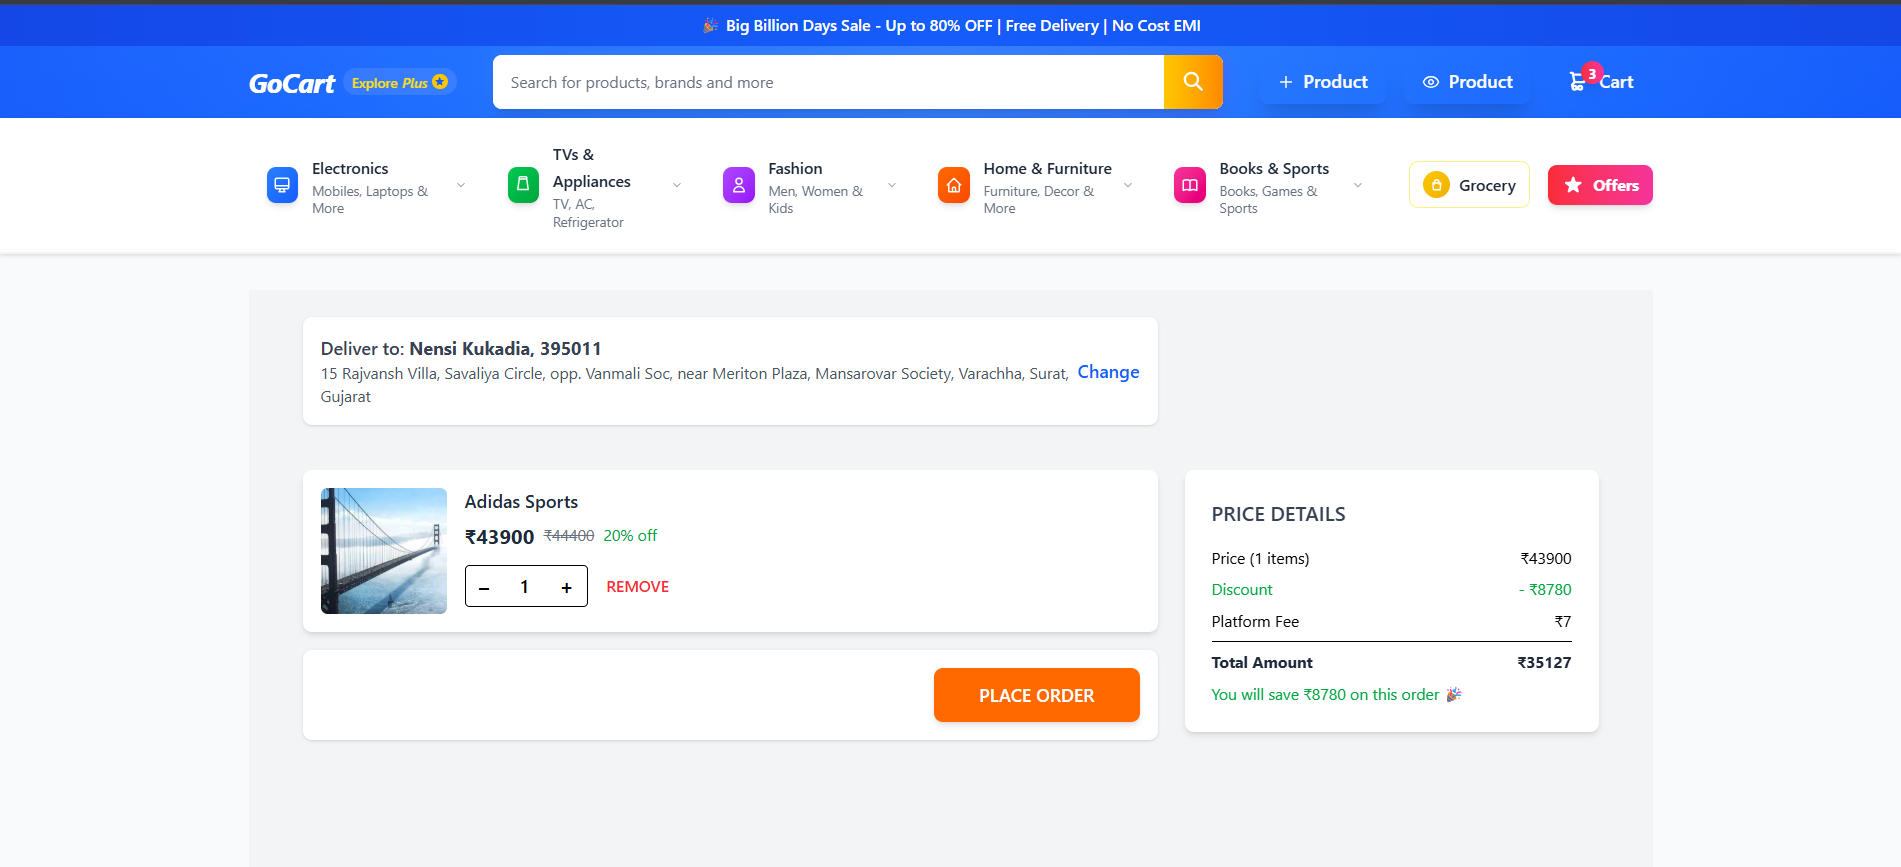 🎉 Big Billion Days Sale - Up to 80% OFF | Free Delivery | No Cost EMI
GoCart
Explore Plus
Search for products, brands and more
Product
Product
3
Cart
Electronics
Mobiles, Laptops &
More
TVs &
Appliances
TV, AC,
Refrigerator
Fashion
Men, Women &
Kids
Home & Furniture
Furniture, Decor &
More
Books & Sports
Books, Games &
Sports
Grocery
Offers
Deliver to: Nensi Kukadia, 395011
15 Rajvansh Villa, Savaliya Circle, opp. Vanmali Soc, near Meriton Plaza, Mansarovar Society, Varachha, Surat,
Gujarat
Change
Adidas Sports
₹43900 ₹44400 20% off
− 1 +
REMOVE
PLACE ORDER
PRICE DETAILS
Price (1 items) ₹43900
Discount - ₹8780
Platform Fee ₹7
Total Amount ₹35127
You will save ₹8780 on this order 🎉